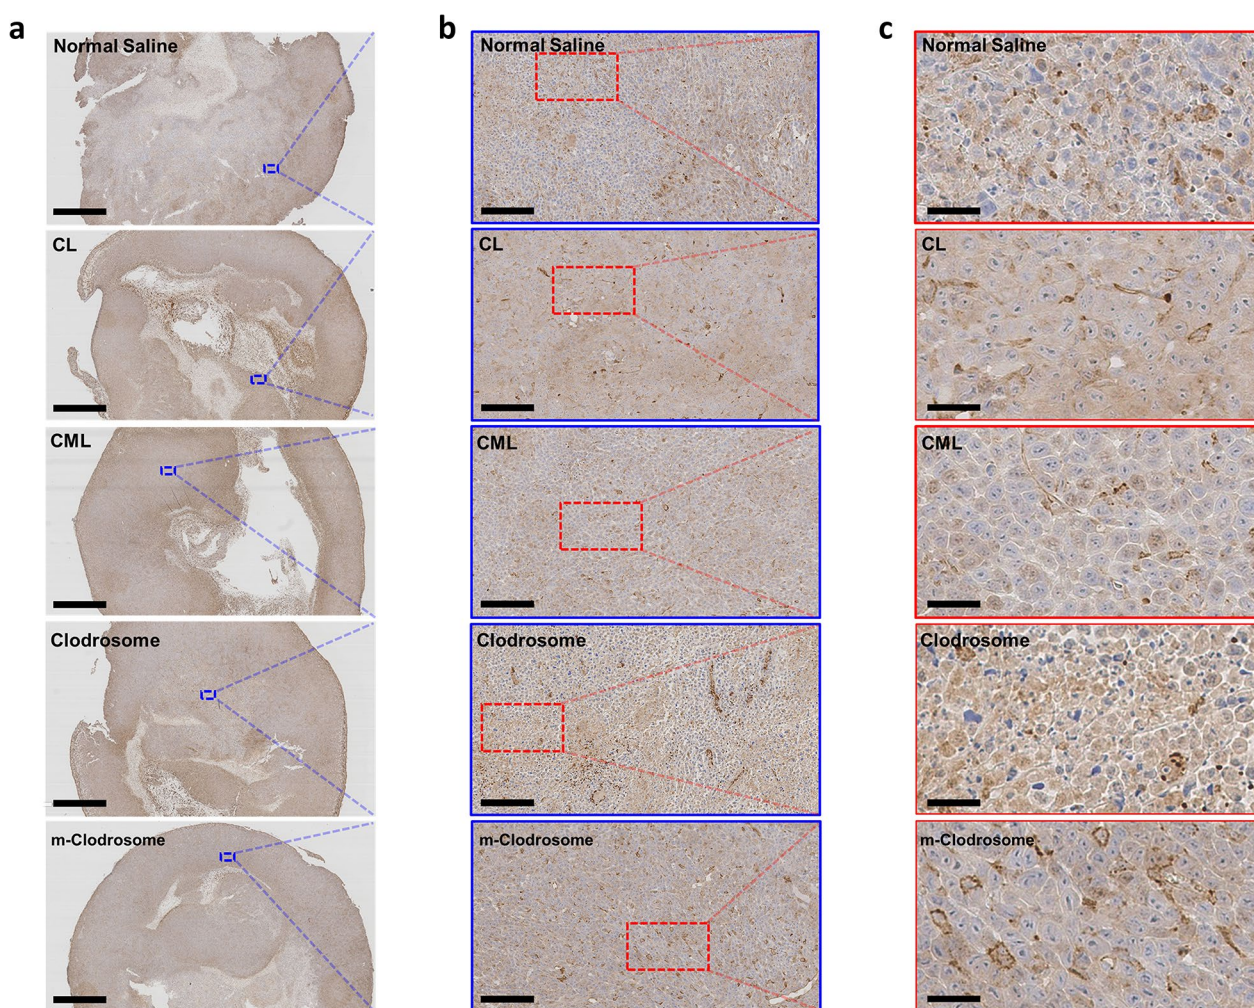 a
b
c
Normal Saline
Normal Saline
Normal Saline
CL
CL
CL
CML
CML
CML
Clodrosome
Clodrosome
Clodrosome
m-Clodrosome
m-Clodrosome
m-Clodrosome